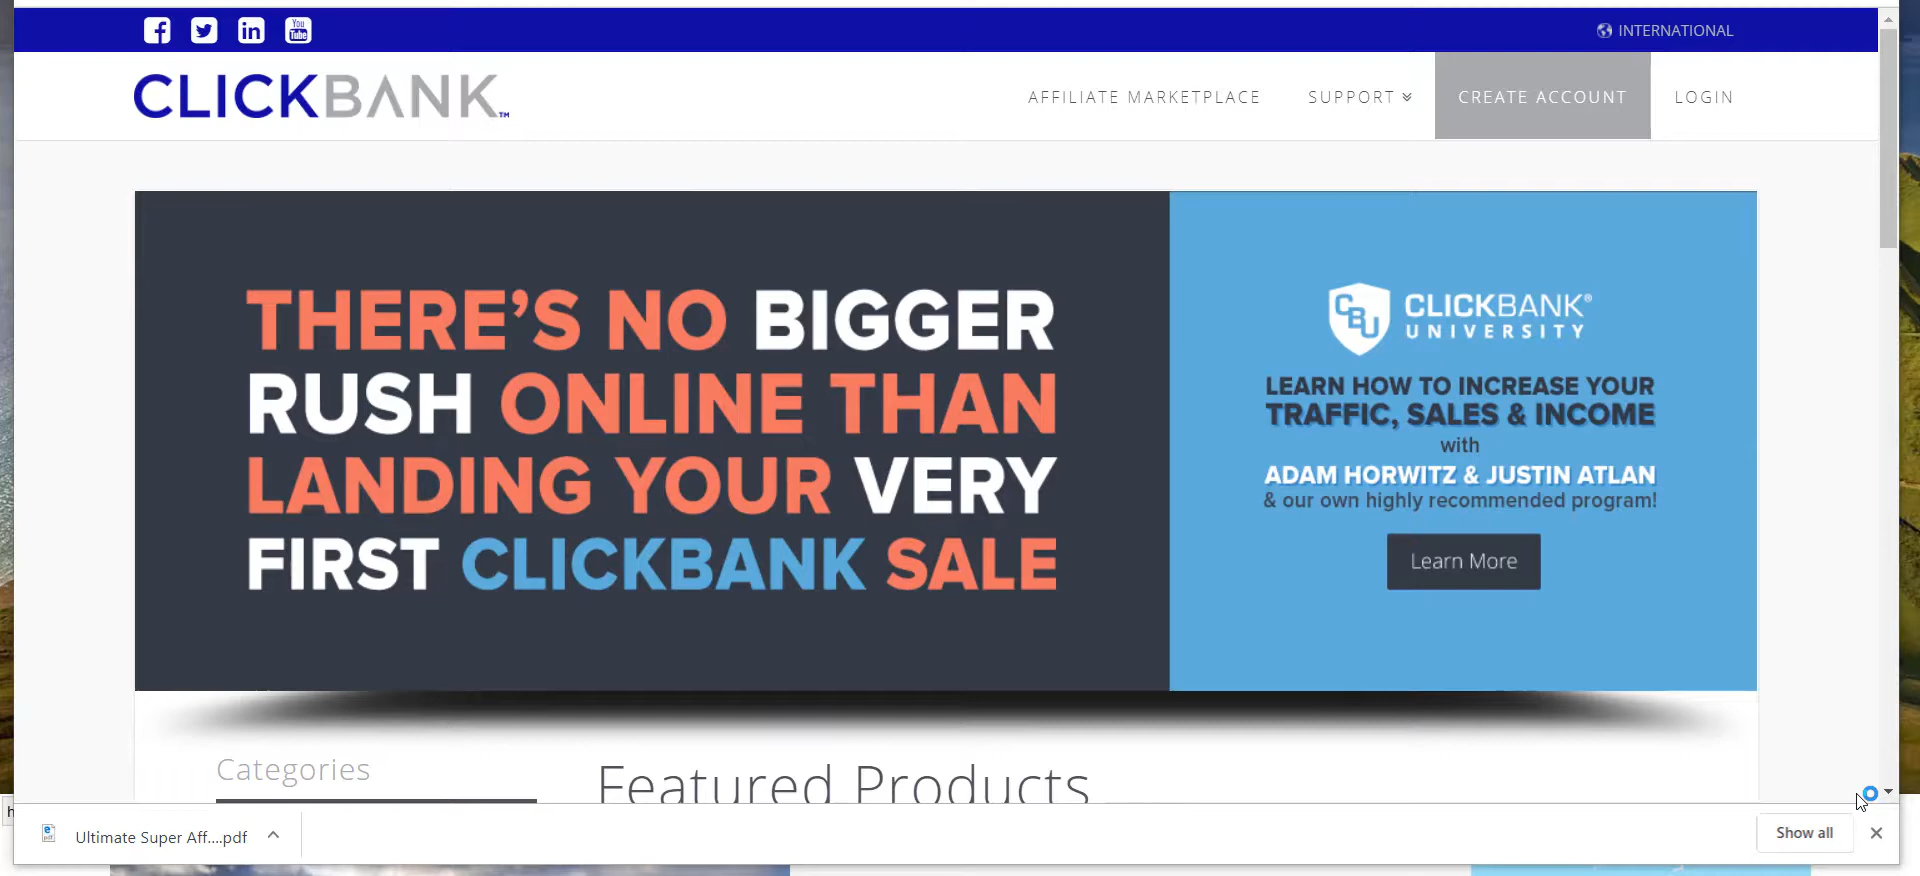 INTERNATIONAL
CLICKBANK™
AFFILIATE MARKETPLACE
SUPPORT
CREATE ACCOUNT
LOGIN
THERE'S NO BIGGER
RUSH ONLINE THAN
LANDING YOUR VERY
FIRST CLICKBANK SALE
CBU
CLICKBANK®
UNIVERSITY
LEARN HOW TO INCREASE YOUR
TRAFFIC, SALES & INCOME
with
ADAM HORWITZ & JUSTIN ATLAN
& our own highly recommended program!
Learn More
Categories
Featured Products
Ultimate Super Aff....pdf
Show all